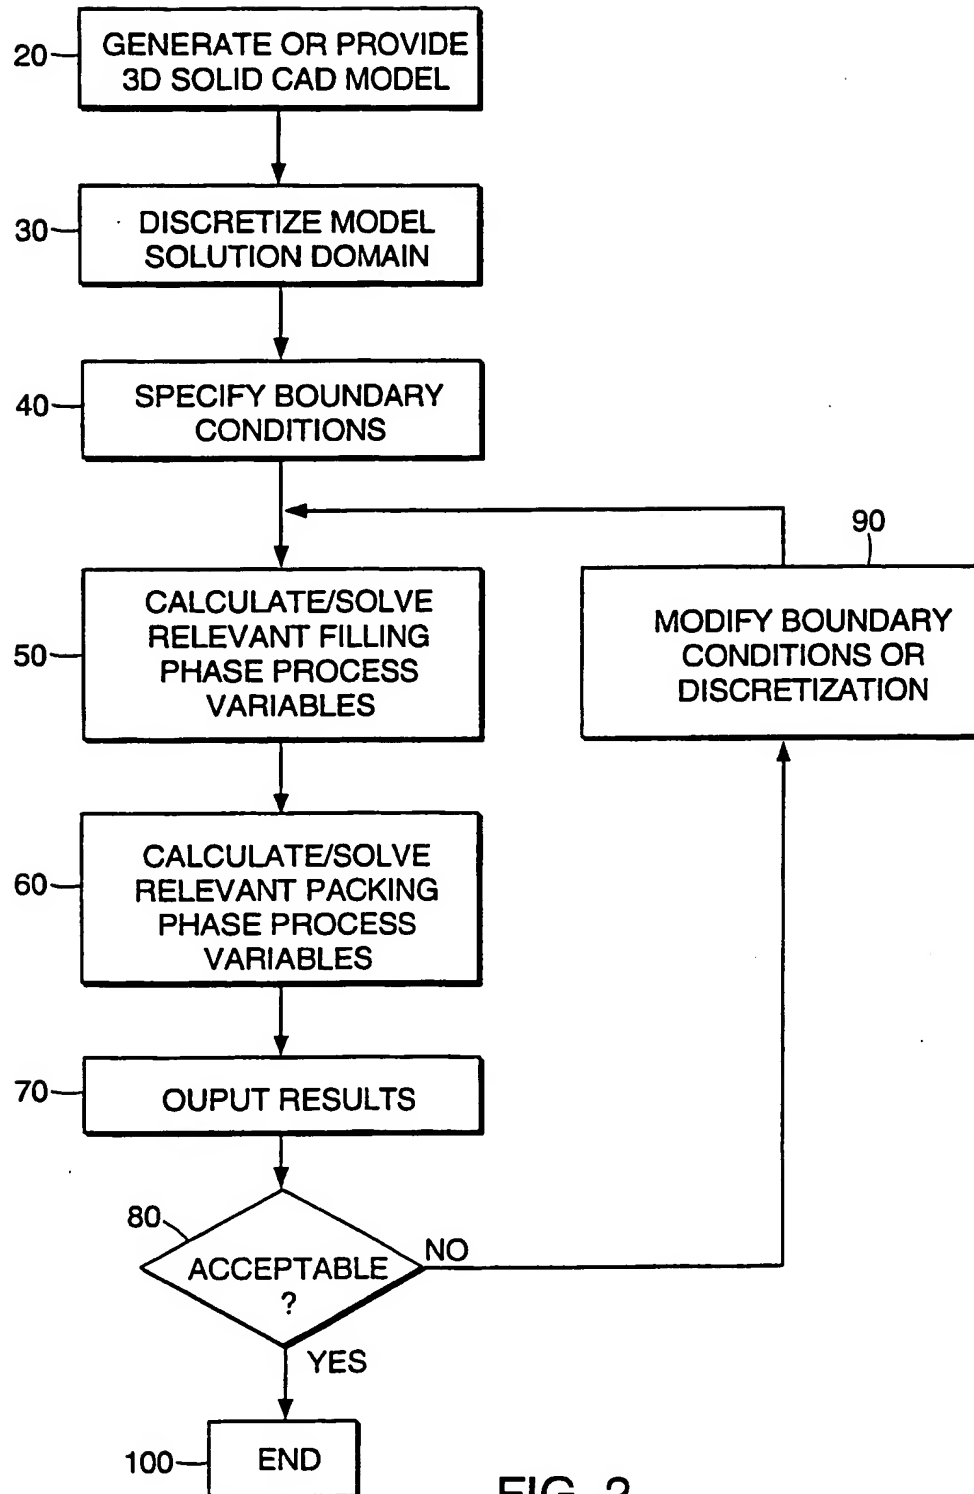 20
GENERATE OR PROVIDE
3D SOLID CAD MODEL
30
DISCRETIZE MODEL
SOLUTION DOMAIN
40
SPECIFY BOUNDARY
CONDITIONS
90
MODIFY BOUNDARY
CONDITIONS OR
DISCRETIZATION
50
CALCULATE/SOLVE
RELEVANT FILLING
PHASE PROCESS
VARIABLES
60
CALCULATE/SOLVE
RELEVANT PACKING
PHASE PROCESS
VARIABLES
70
OUPUT RESULTS
80
ACCEPTABLE
?
NO
YES
100
END
FIG. 2